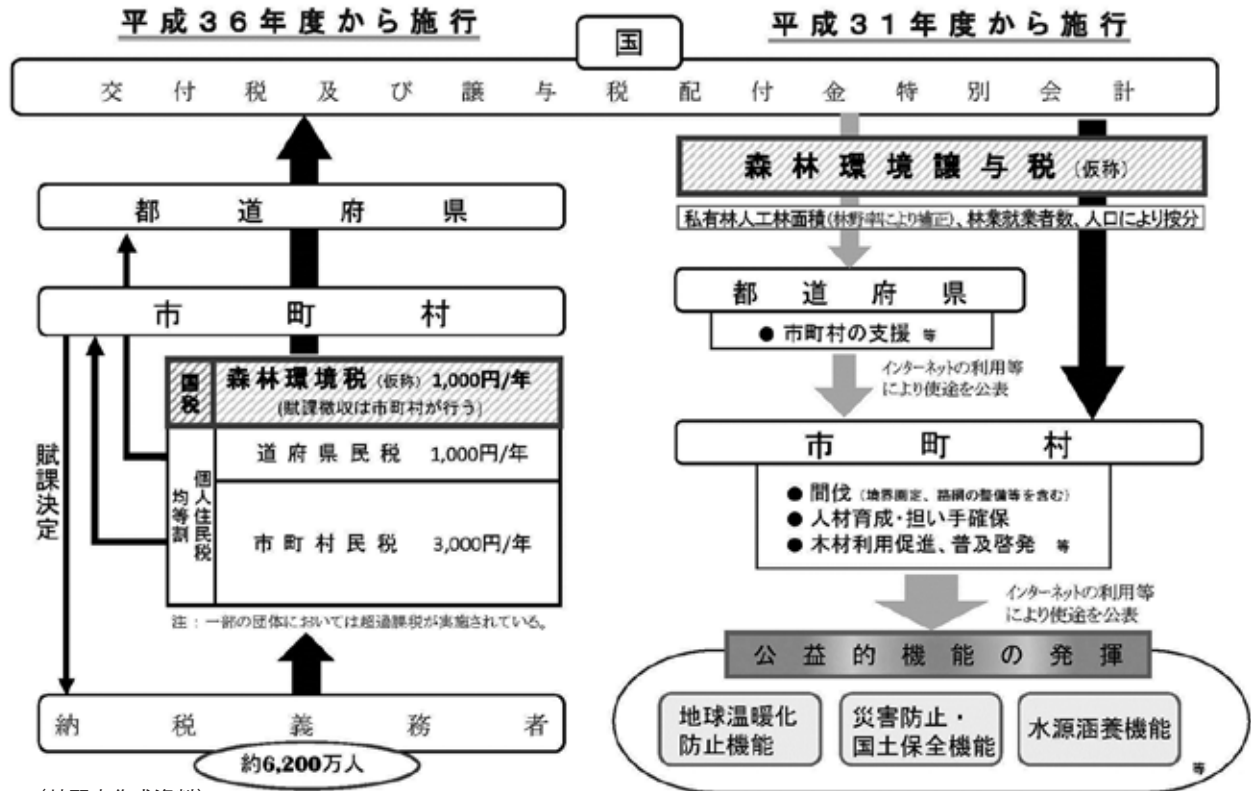 平成36年度から施行
国
平成31年度から施行
交付税及び譲与税配付金特別会計
都道府県
市町村
国税
森林環境税(仮称) 1,000円/年
(賦課徴収は市町村が行う)
個人住民税
均等割
道府県民税 1,000円/年
市町村民税 3,000円/年
注:一部の団体においては超過課税が実施されている。
賦課決定
納税義務者
約6,200万人
森林環境譲与税(仮称)
私有林人工林面積(林野率により補正)、林業就業者数、人口により按分
都道府県
● 市町村の支援 等
インターネットの利用等
により使途を公表
市町村
● 間伐(境界画定、路網の整備等を含む)
● 人材育成・担い手確保
● 木材利用促進、普及啓発 等
インターネットの利用等
により使途を公表
公益的機能の発揮
地球温暖化
防止機能
災害防止・
国土保全機能
水源涵養機能
等